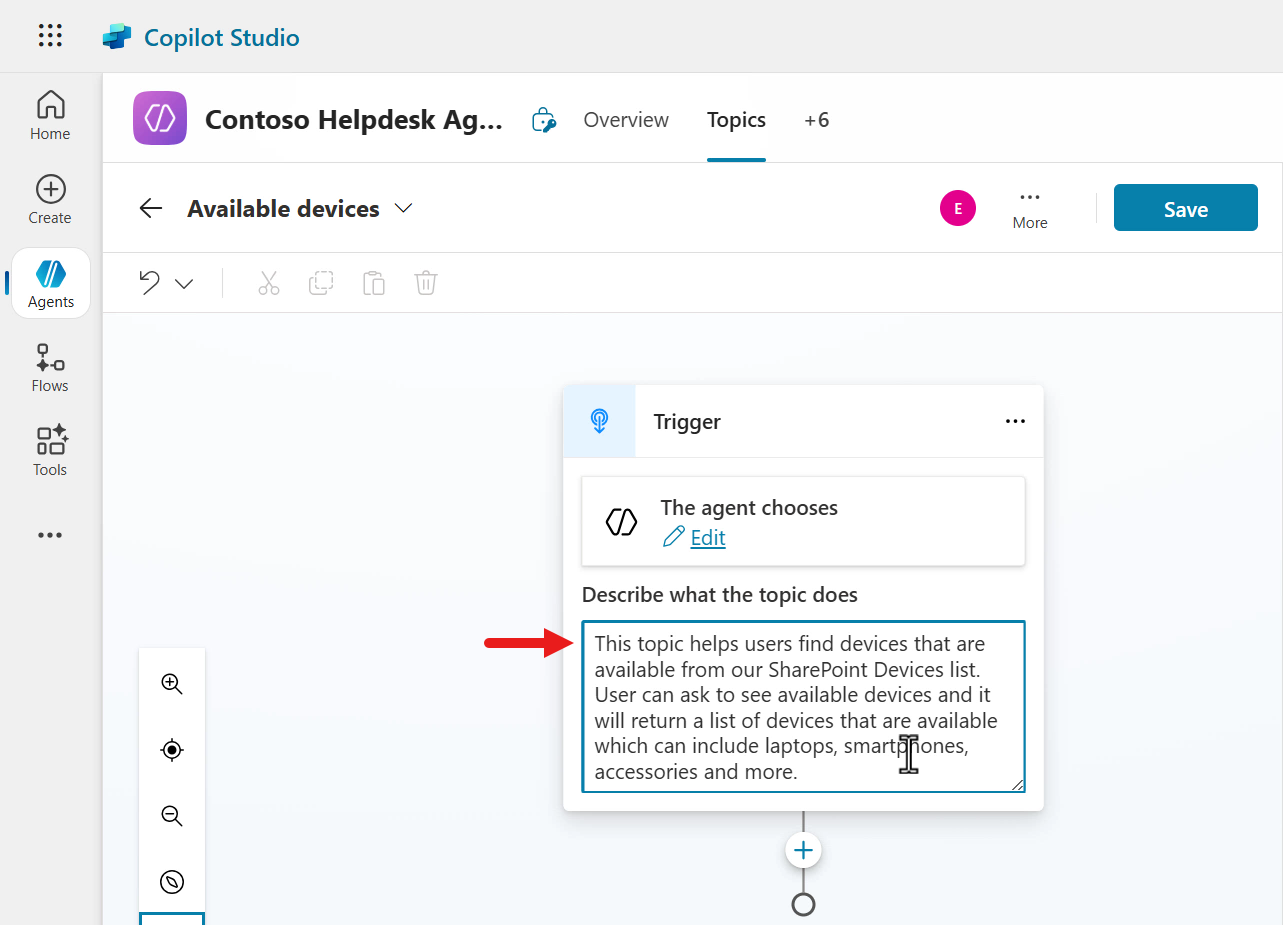 Copilot Studio
Home
Create
Agents
Flows
Tools
Contoso Helpdesk Ag...
Overview
Topics
+6
Available devices
E
More
Save
Trigger
The agent chooses
Edit
Describe what the topic does
This topic helps users find devices that are
available from our SharePoint Devices list.
User can ask to see available devices and it
will return a list of devices that are available
which can include laptops, smartphones,
accessories and more.